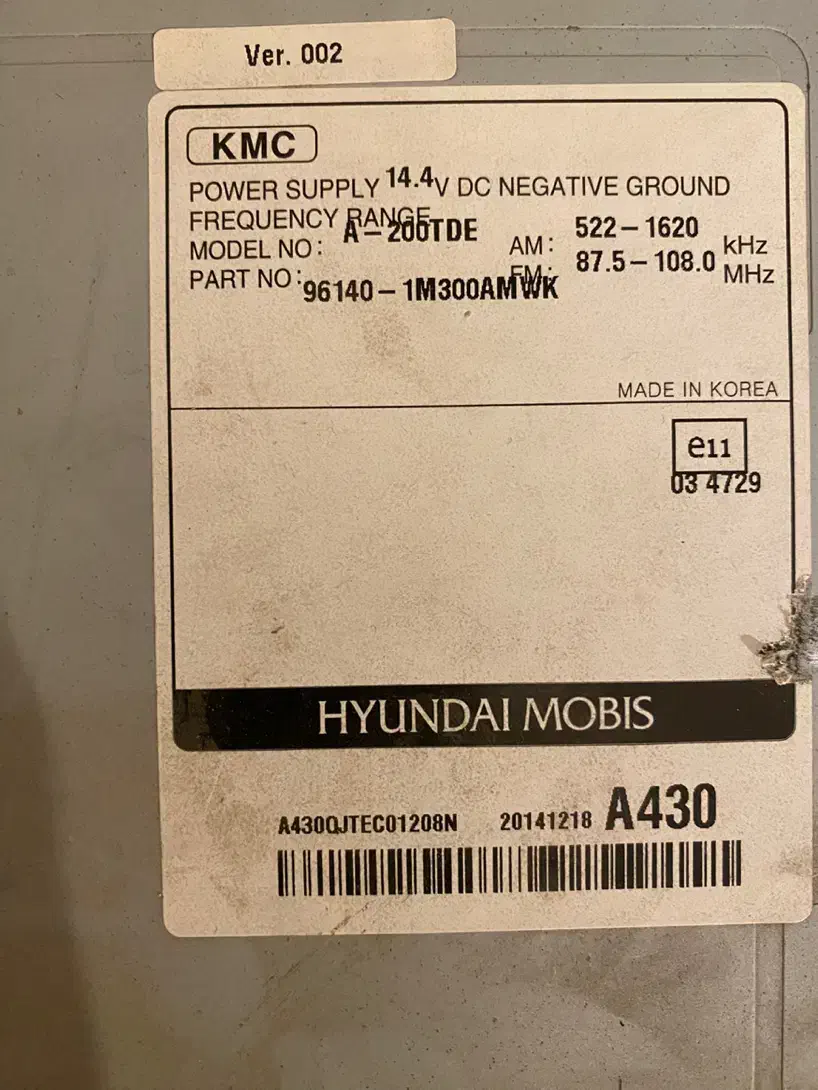 Ver. 002
KMC
POWER SUPPLY 14.4V DC NEGATIVE GROUND
FREQUENCY RANGE
MODEL NO: A-200TDE
AM: 522-1620 kHz
PART NO: 96140-1M300AMWK
FM: 87.5-108.0 MHz
MADE IN KOREA
e11
03 4729
HYUNDAI MOBIS
A430QJTEC01208N 20141218 A430